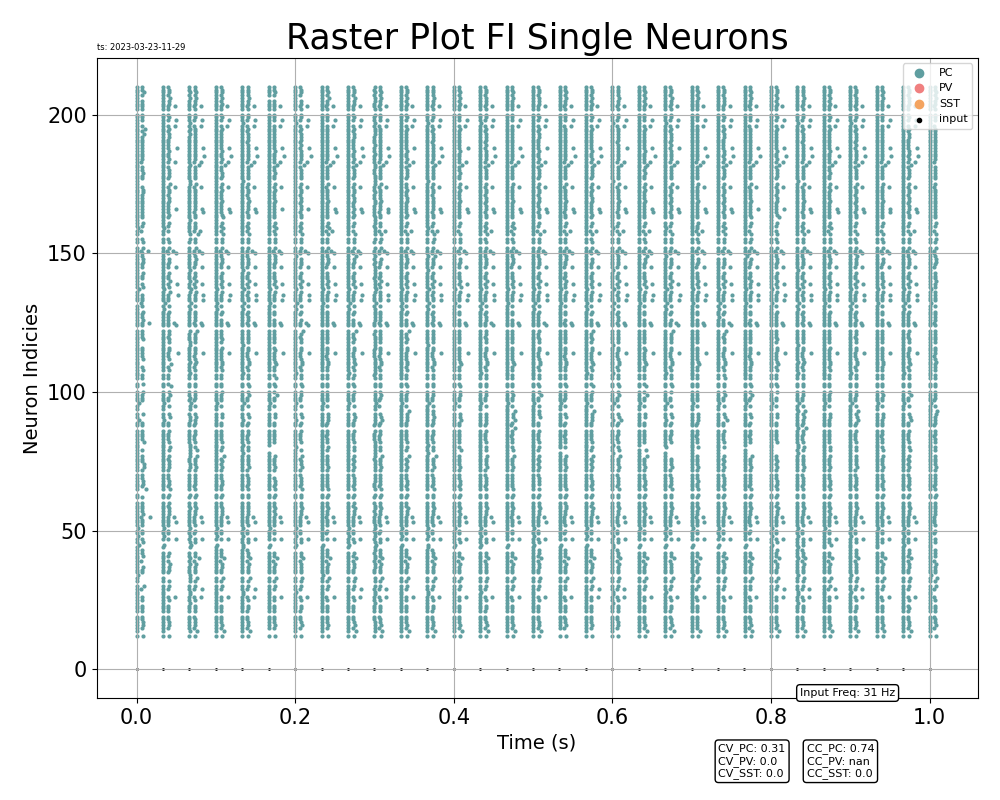 Raster Plot FI Single Neurons
ts: 2023-03-23-11-29
PC
PV
SST
input
200
150
100
50
0
Neuron Indicies
Input Freq: 31 Hz
0.0 0.2 0.4 0.6 0.8 1.0
Time (s)
CV_PC: 0.31
CV_PV: 0.0
CV_SST: 0.0
CC_PC: 0.74
CC_PV: nan
CC_SST: 0.0